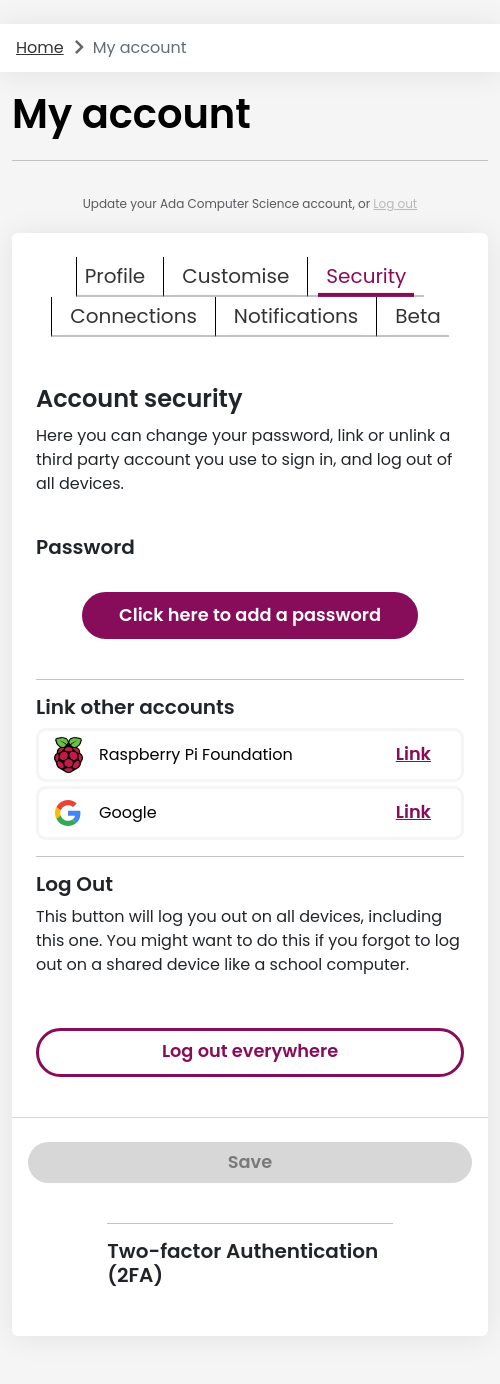 Home > My account
My account
Update your Ada Computer Science account, or Log out
Profile Customise Security
Connections Notifications Beta
Account security
Here you can change your password, link or unlink a
third party account you use to sign in, and log out of
all devices.
Password
Click here to add a password
Link other accounts
Raspberry Pi Foundation Link
Google Link
Log Out
This button will log you out on all devices, including
this one. You might want to do this if you forgot to log
out on a shared device like a school computer.
Log out everywhere
Save
Two-factor Authentication
(2FA)